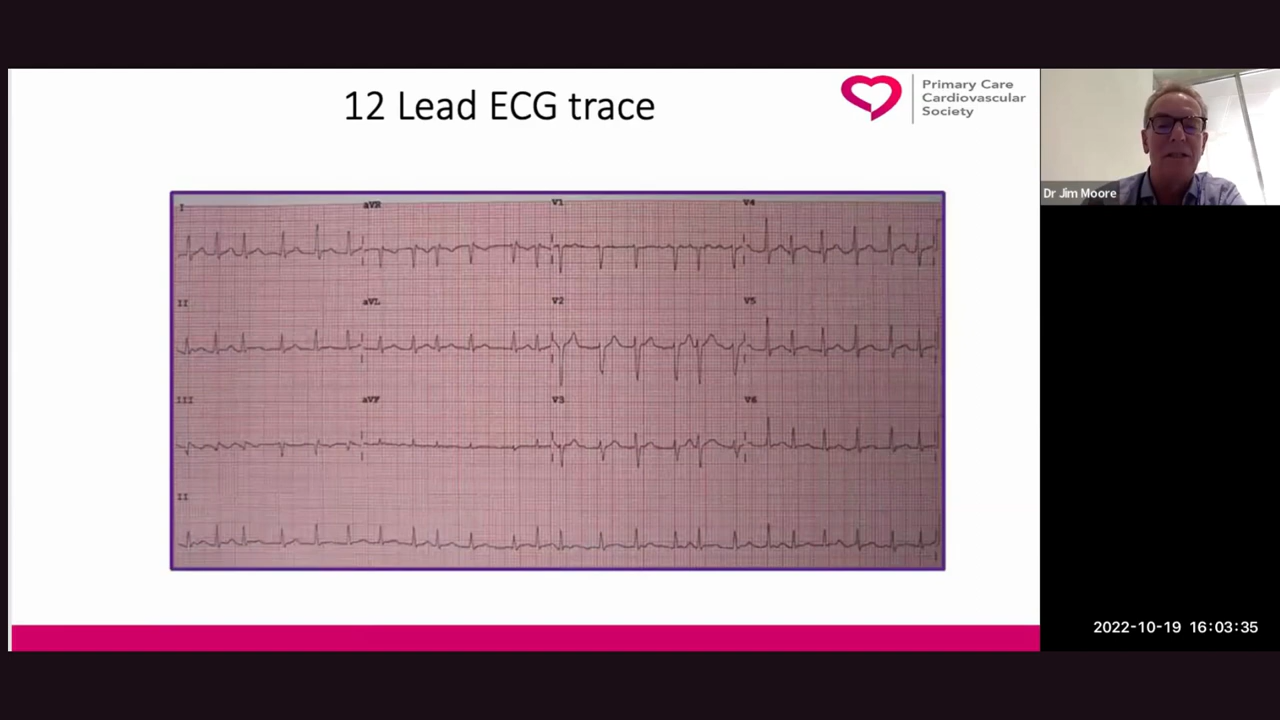 12 Lead ECG trace
Primary Care
Cardiovascular
Society
Dr Jim Moore
I aVR V1 V4
II aVL V2 V5
III aVF V3 V6
II
2022-10-19 16:03:35